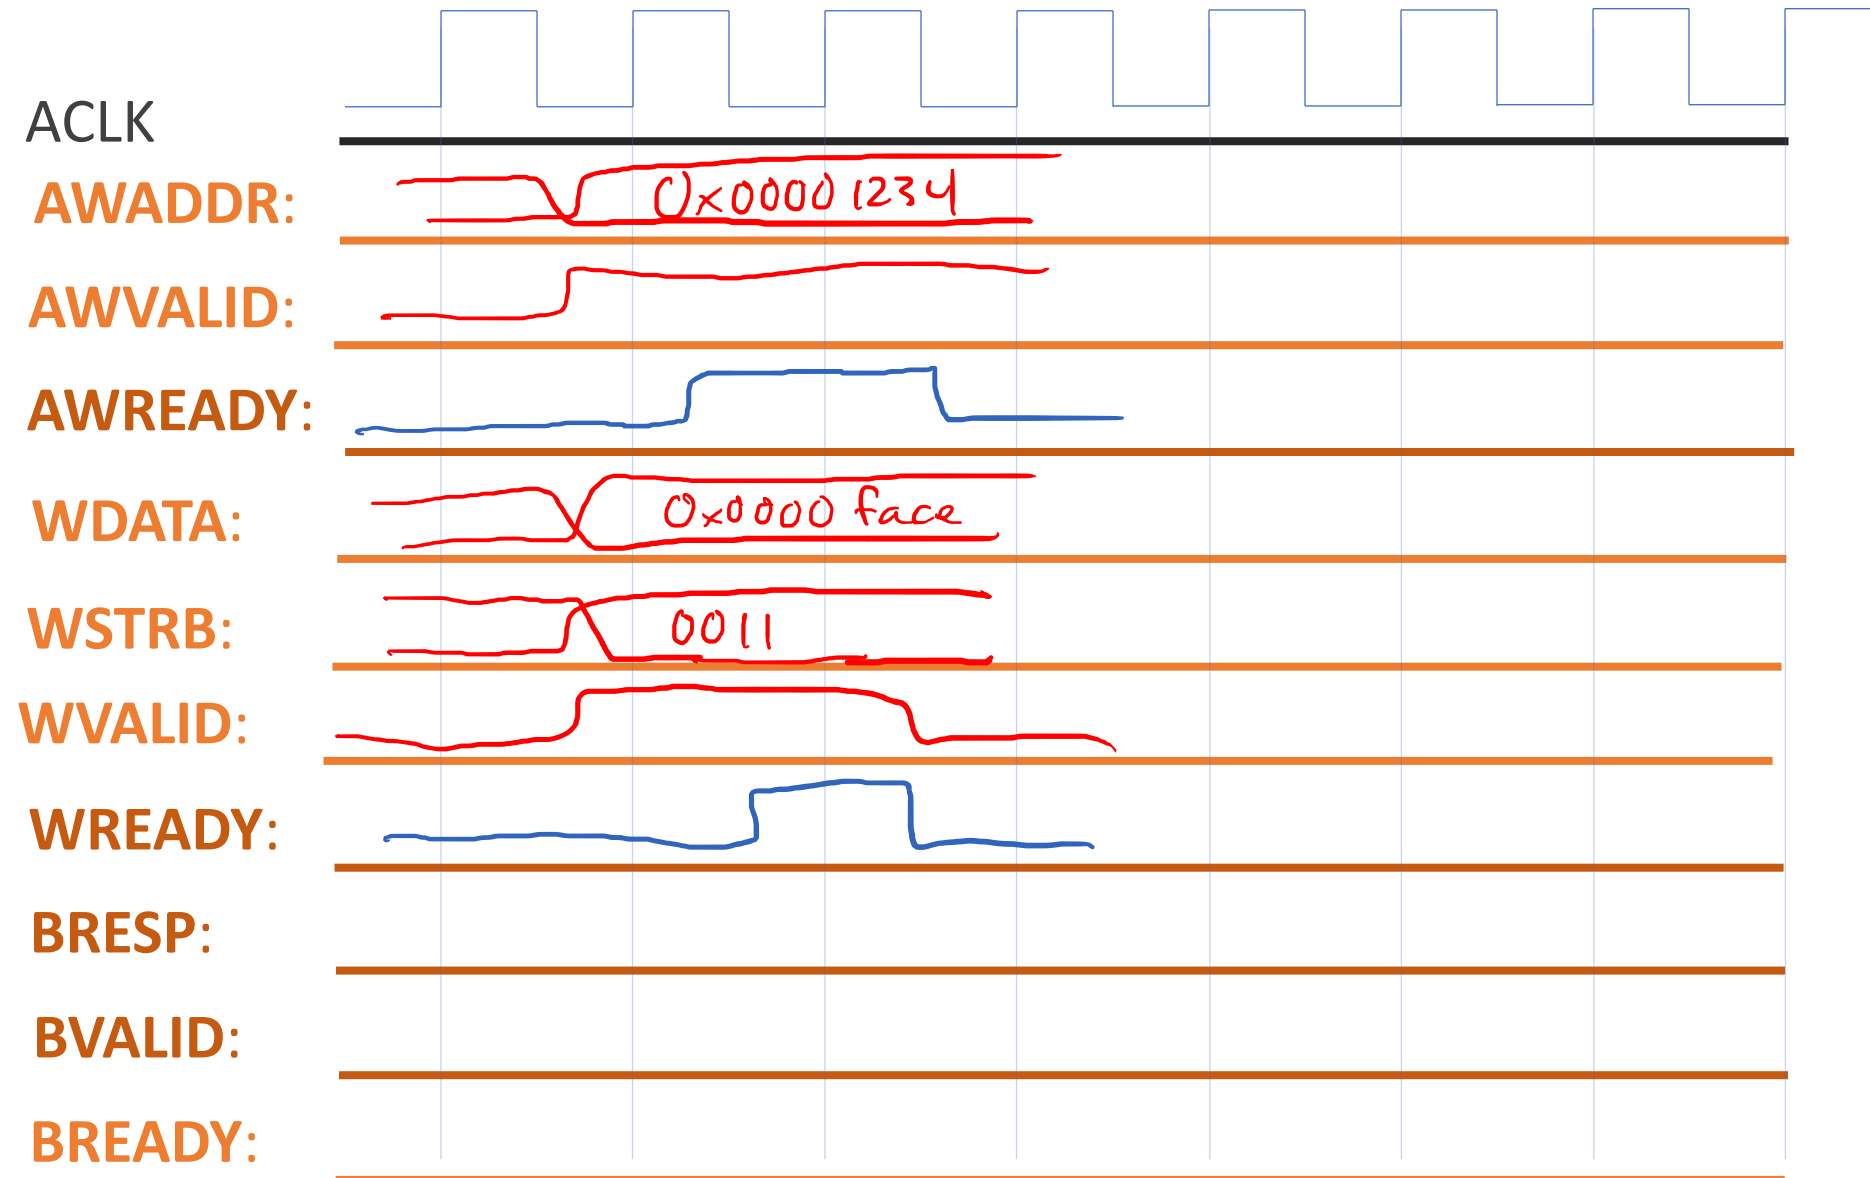 ACLK
AWADDR: 0x0000 1234
AWVALID:
AWREADY:
WDATA: 0x0000 face
WSTRB: 0011
WVALID:
WREADY:
BRESP:
BVALID:
BREADY: